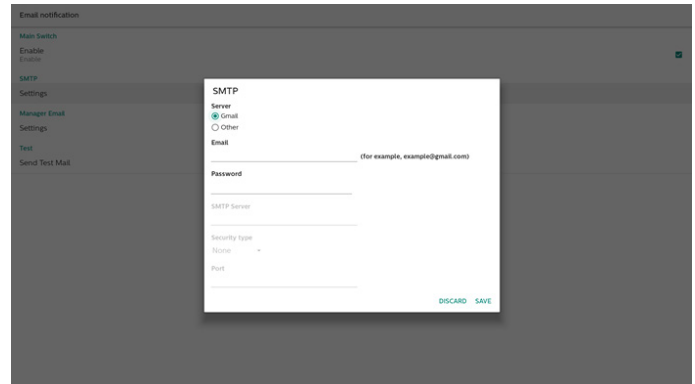 Email notification
Main Switch
Enable
Enable
SMTP
Settings
Manager Email
Settings
Test
Send Test Mail
SMTP
Server
Gmail
Other
Email
(for example, example@gmail.com)
Password
SMTP Server
Security type
None
Port
DISCARD SAVE